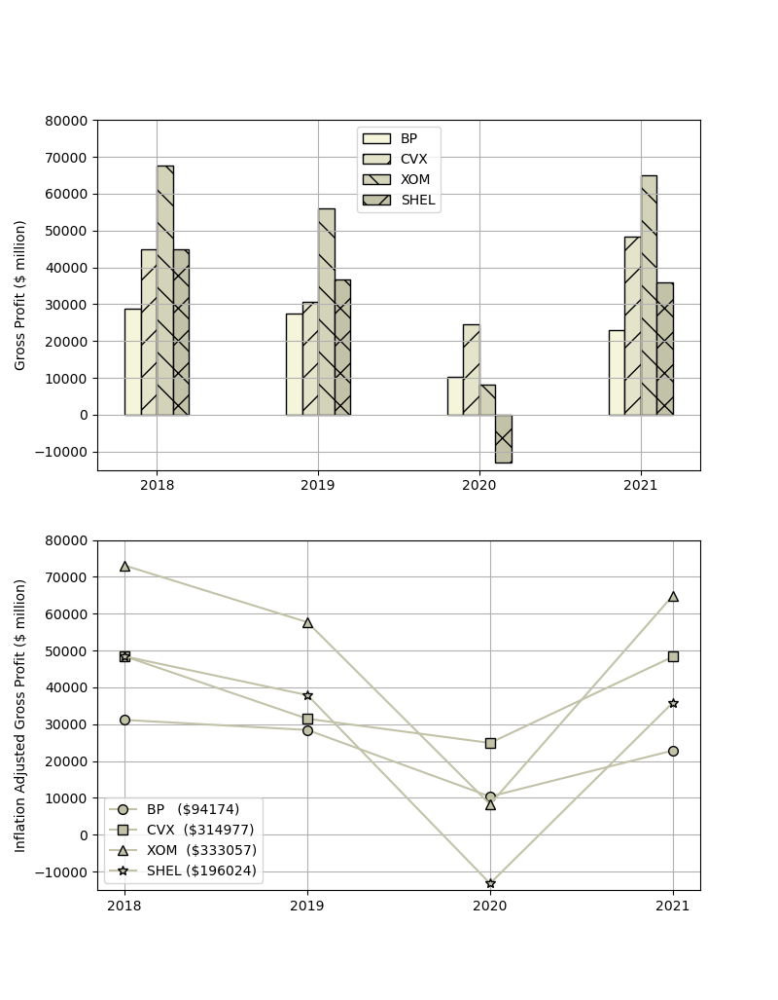 80000
70000
60000
50000
40000
30000
20000
10000
0
−10000
Gross Profit ($ million)
BP
CVX
XOM
SHEL
2018 2019 2020 2021
80000
70000
60000
50000
40000
30000
20000
10000
0
−10000
Inflation Adjusted Gross Profit ($ million)
BP ($94174)
CVX ($314977)
XOM ($333057)
SHEL ($196024)
2018 2019 2020 2021